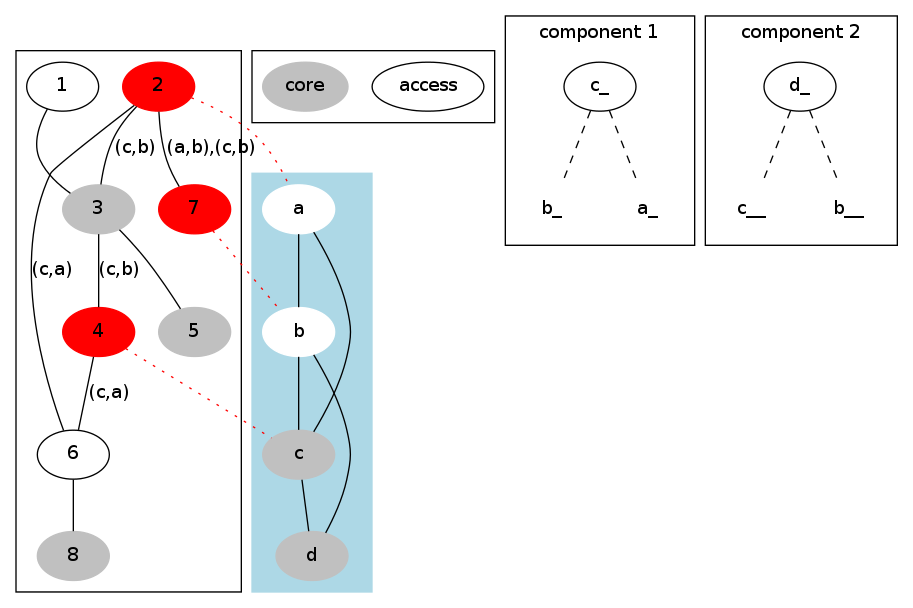 component 1
component 2
1
2
core
access
c_
d_
(c,b)
(a,b),(c,b)
3
7
a
b_
a_
c__
b__
(c,a)
(c,b)
4
5
b
(c,a)
6
c
8
d